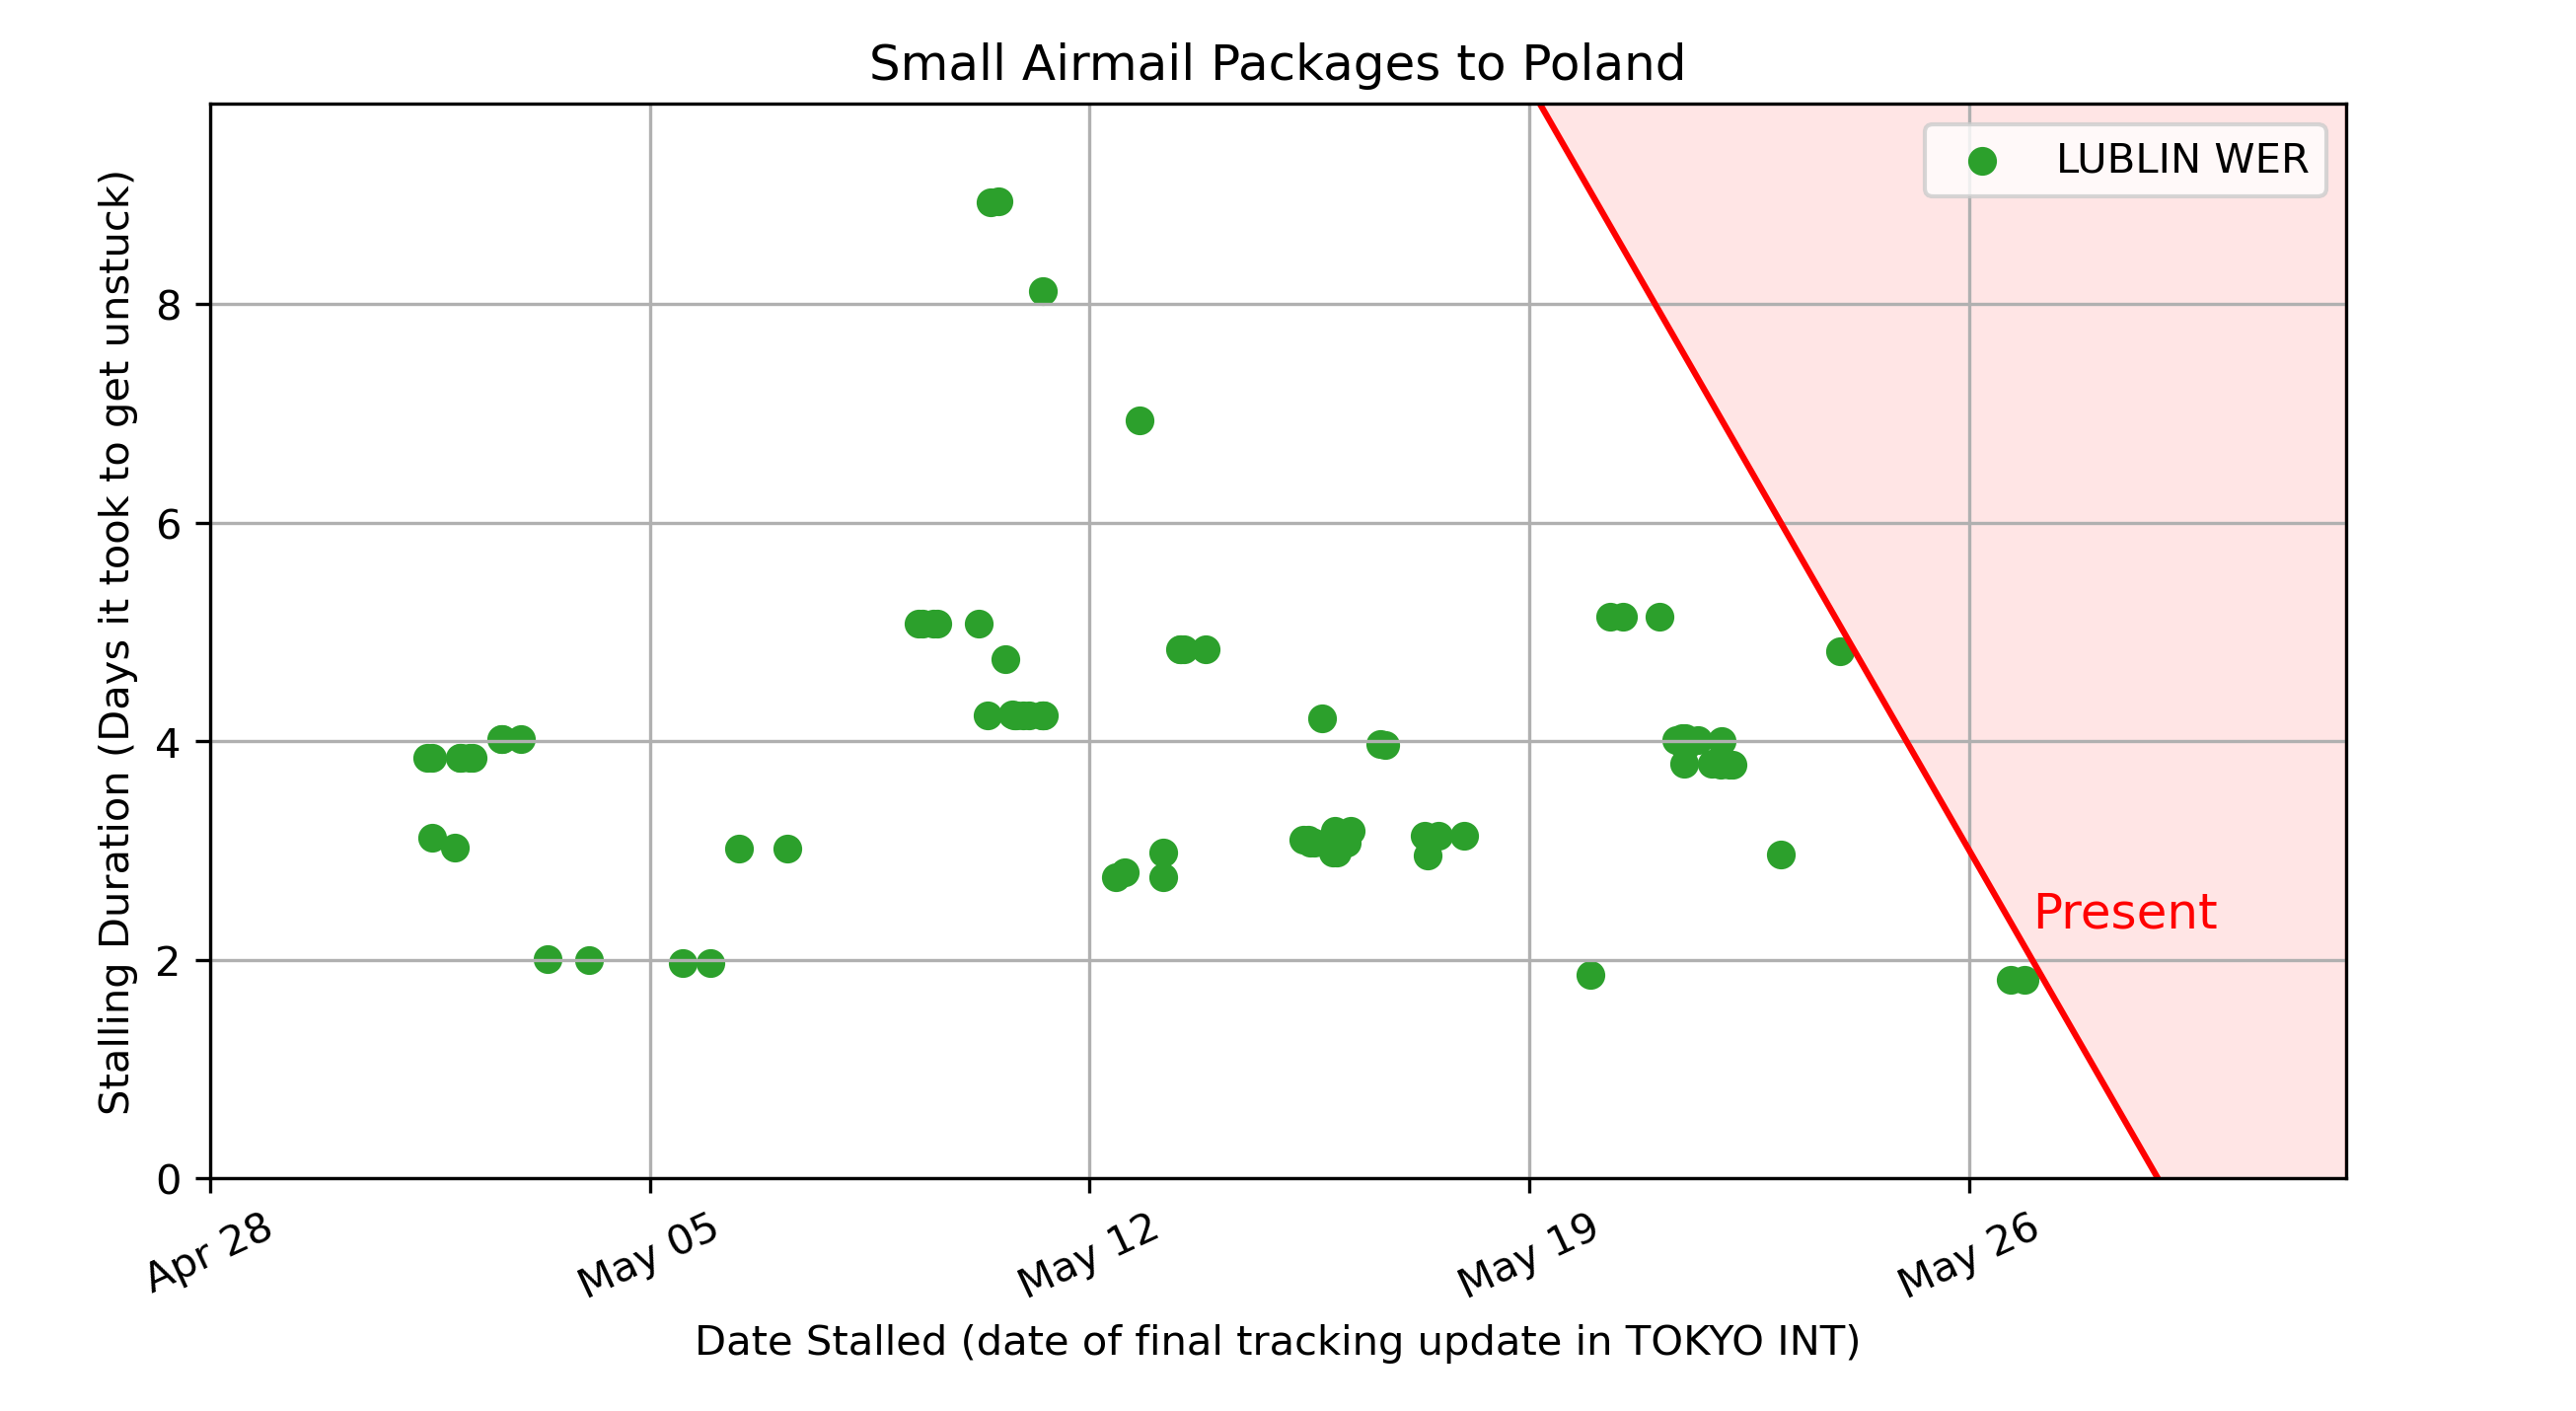 Small Airmail Packages to Poland
LUBLIN WER
Stalling Duration (Days it took to get unstuck)
8
6
4
2
0
Present
Apr 28
May 05
May 12
May 19
May 26
Date Stalled (date of final tracking update in TOKYO INT)